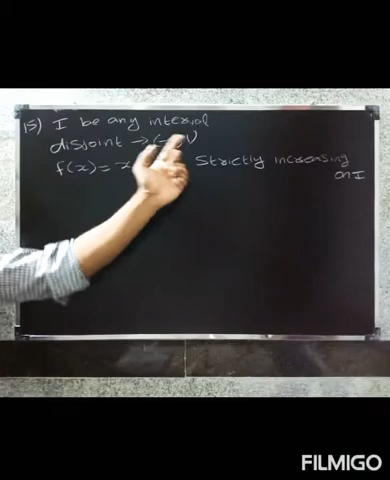 15) I be any interval
disjoint → (-
f(x) = x Strictly increasing
on I
FILMIGO